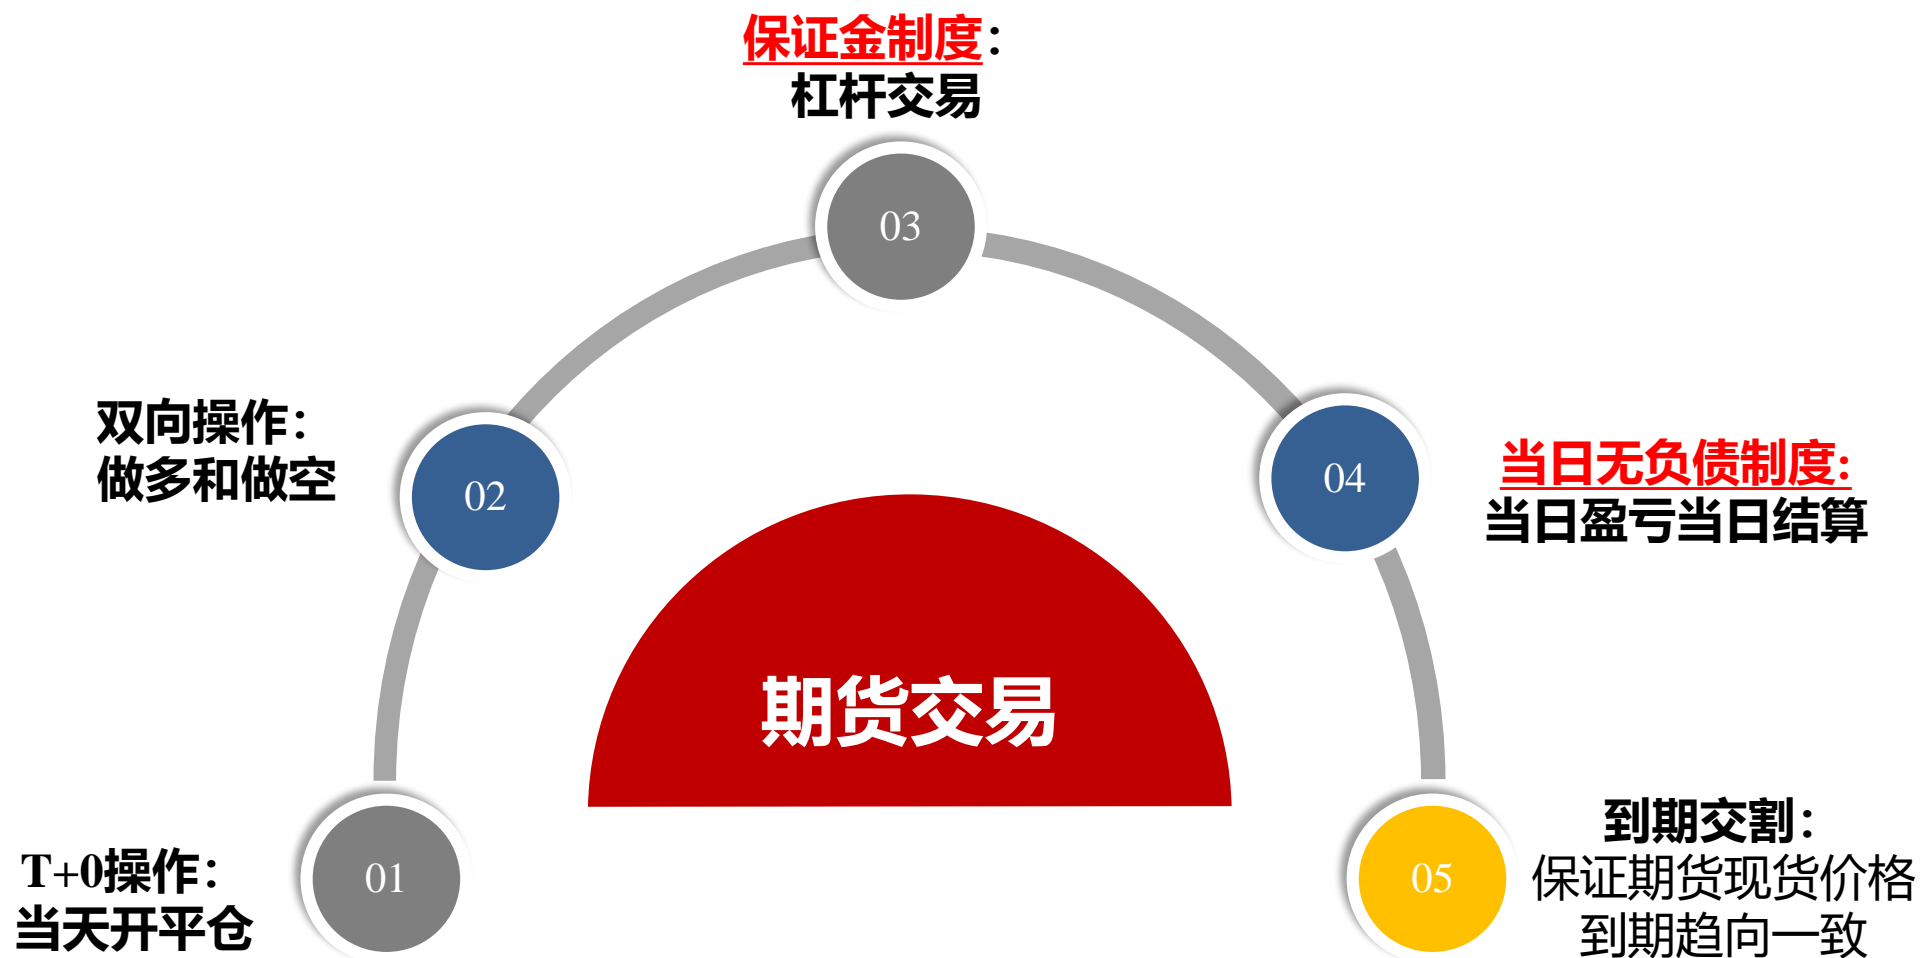 保证金制度：
杠杆交易
03
双向操作：
做多和做空
02
04
当日无负债制度:
当日盈亏当日结算
期货交易
T+0操作：
当天开平仓
01
05
到期交割：
保证期货现货价格
到期趋向一致